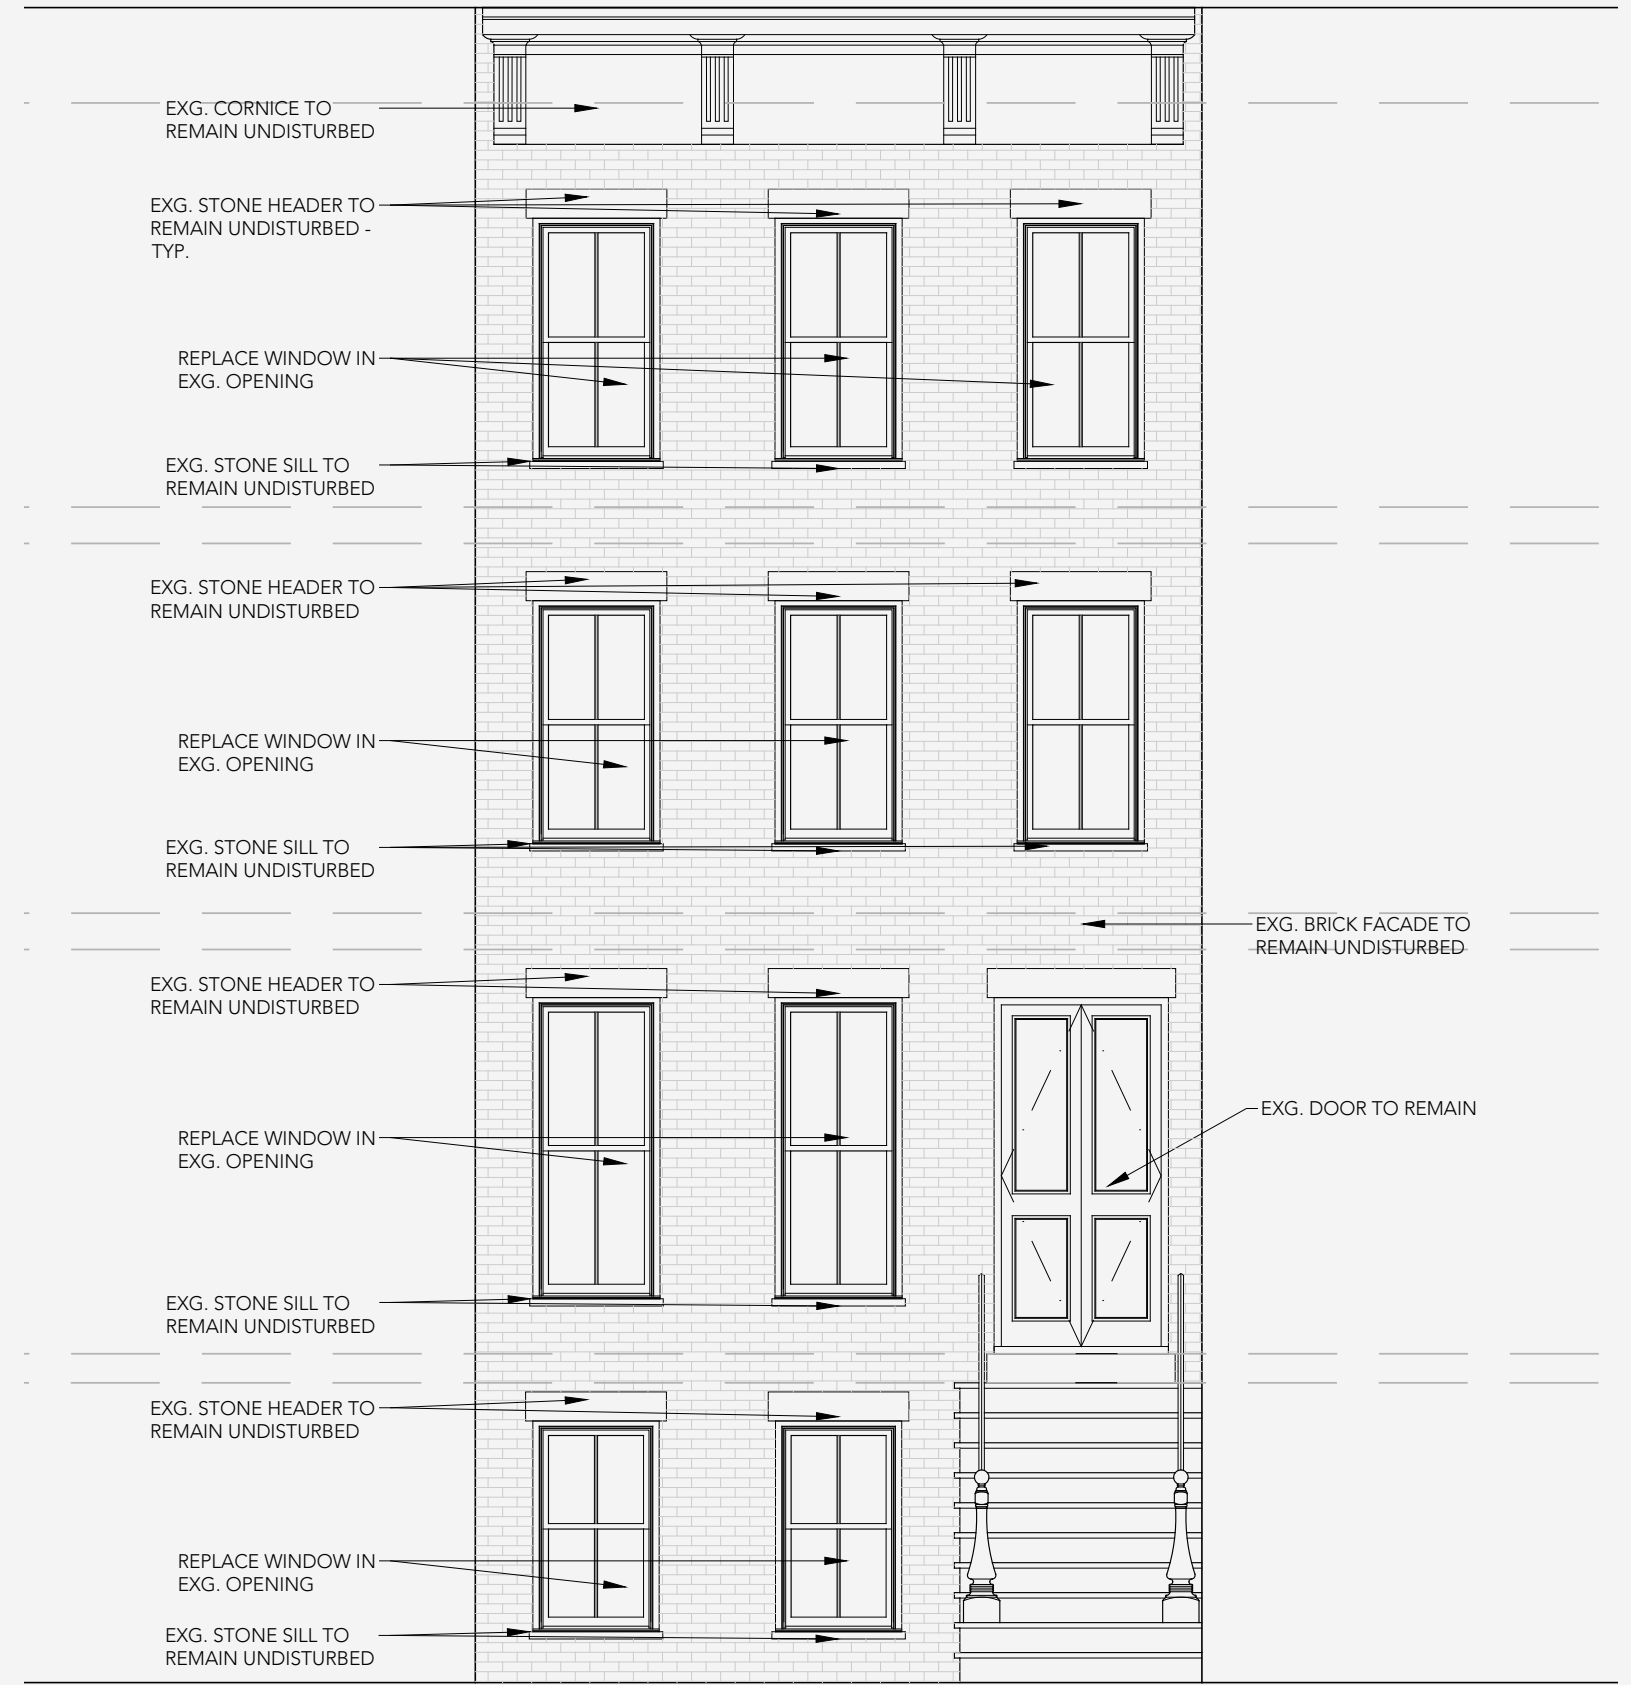 EXG. CORNICE TO
REMAIN UNDISTURBED
EXG. STONE HEADER TO
REMAIN UNDISTURBED -
TYP.
REPLACE WINDOW IN
EXG. OPENING
EXG. STONE SILL TO
REMAIN UNDISTURBED
EXG. STONE HEADER TO
REMAIN UNDISTURBED
REPLACE WINDOW IN
EXG. OPENING
EXG. STONE SILL TO
REMAIN UNDISTURBED
EXG. BRICK FACADE TO
REMAIN UNDISTURBED
EXG. STONE HEADER TO
REMAIN UNDISTURBED
EXG. DOOR TO REMAIN
REPLACE WINDOW IN
EXG. OPENING
EXG. STONE SILL TO
REMAIN UNDISTURBED
EXG. STONE HEADER TO
REMAIN UNDISTURBED
REPLACE WINDOW IN
EXG. OPENING
EXG. STONE SILL TO
REMAIN UNDISTURBED